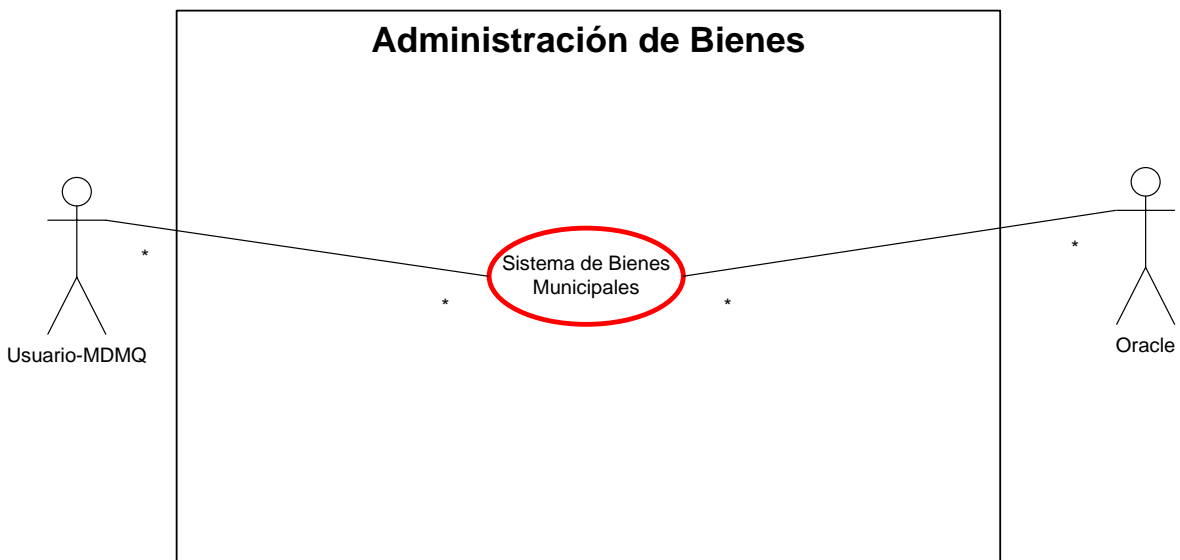 Administración de Bienes
*
*
Sistema de Bienes
Municipales
*
*
Usuario-MDMQ
Oracle